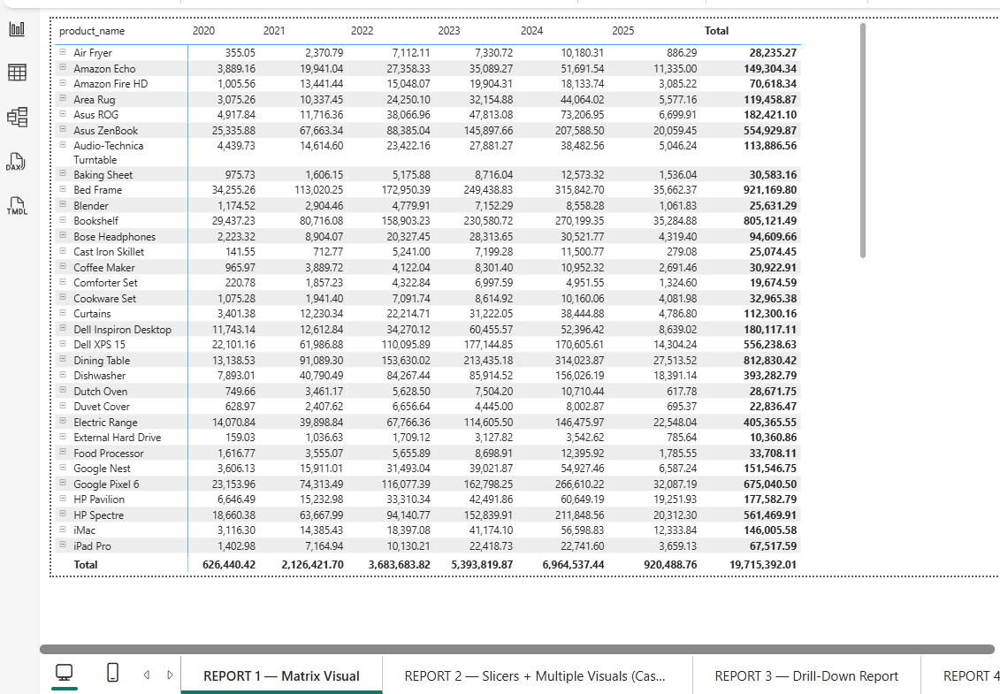 product_name 2020 2021 2022 2023 2024 2025 Total
Air Fryer 355.05 2,370.79 7,112.11 7,330.72 10,180.31 886.29 28,235.27
Amazon Echo 3,889.16 19,941.04 27,358.33 35,089.27 51,691.54 11,335.00 149,304.34
Amazon Fire HD 1,005.56 13,441.44 15,048.07 19,904.31 18,133.74 3,085.22 70,618.34
Area Rug 3,075.26 10,337.45 24,250.10 32,154.88 44,064.02 5,577.16 119,458.87
Asus ROG 4,917.84 11,716.36 38,066.96 47,813.08 73,206.95 6,699.91 182,421.10
Asus ZenBook 25,335.88 67,663.34 88,385.04 145,897.66 207,588.50 20,059.45 554,929.87
Audio-Technica 4,439.73 14,614.60 23,422.16 27,881.27 38,482.56 5,046.24 113,886.56
Turntable
Baking Sheet 975.73 1,606.15 5,175.88 8,716.04 12,573.32 1,536.04 30,583.16
Bed Frame 34,255.26 113,020.25 172,950.39 249,438.83 315,842.70 35,662.37 921,169.80
Blender 1,174.52 2,904.46 4,779.91 7,152.29 8,558.28 1,061.83 25,631.29
Bookshelf 29,437.23 80,716.08 158,903.23 230,580.72 270,199.35 35,284.88 805,121.49
Bose Headphones 2,223.32 8,904.07 20,327.45 28,313.65 30,521.77 4,319.40 94,609.66
Cast Iron Skillet 141.55 712.77 5,241.00 7,199.28 11,500.77 279.08 25,074.45
Coffee Maker 965.97 3,889.72 4,122.04 8,301.40 10,952.32 2,691.46 30,922.91
Comforter Set 220.78 1,857.23 4,322.84 6,997.59 4,951.55 1,324.60 19,674.59
Cookware Set 1,075.28 1,941.40 7,091.74 8,614.92 10,160.06 4,081.98 32,965.38
Curtains 3,401.38 12,230.34 22,214.71 31,222.05 38,444.88 4,786.80 112,300.16
Dell Inspiron Desktop 11,743.14 12,612.84 34,270.12 60,455.57 52,396.42 8,639.02 180,117.11
Dell XPS 15 22,101.16 61,986.88 110,095.89 177,144.85 170,605.61 14,304.24 556,238.63
Dining Table 13,138.53 91,089.30 153,630.02 213,435.18 314,023.87 27,513.52 812,830.42
Dishwasher 7,893.01 40,790.49 84,267.44 85,914.52 156,026.19 18,391.14 393,282.79
Dutch Oven 749.66 3,461.17 5,628.50 7,504.20 10,710.44 617.78 28,671.75
Duvet Cover 628.97 2,407.62 6,656.64 4,445.00 8,002.87 695.37 22,836.47
Electric Range 14,070.84 39,898.84 67,766.36 114,605.50 146,475.97 22,548.04 405,365.55
External Hard Drive 159.03 1,036.63 1,709.12 3,127.82 3,542.62 785.64 10,360.86
Food Processor 1,616.77 3,555.07 5,655.89 8,698.91 12,395.92 1,785.55 33,708.11
Google Nest 3,606.13 15,911.01 31,493.04 39,021.87 54,927.46 6,587.24 151,546.75
Google Pixel 6 23,153.96 74,313.49 116,077.39 162,798.25 266,610.22 32,087.19 675,040.50
HP Pavilion 6,646.49 15,232.98 33,310.34 42,491.86 60,649.19 19,251.93 177,582.79
HP Spectre 18,660.38 63,667.99 94,140.77 152,839.91 211,848.56 20,312.30 561,469.91
iMac 3,116.30 14,385.43 18,397.08 41,174.10 56,598.83 12,333.84 146,005.58
iPad Pro 1,402.98 7,164.94 10,130.21 22,418.73 22,741.60 3,659.13 67,517.59
Total 626,440.42 2,126,421.70 3,683,683.82 5,393,819.87 6,964,537.44 920,488.76 19,715,392.01
DAX
TMDL
REPORT 1 — Matrix Visual REPORT 2 — Slicers + Multiple Visuals (Cas... REPORT 3 — Drill-Down Report REPORT 4